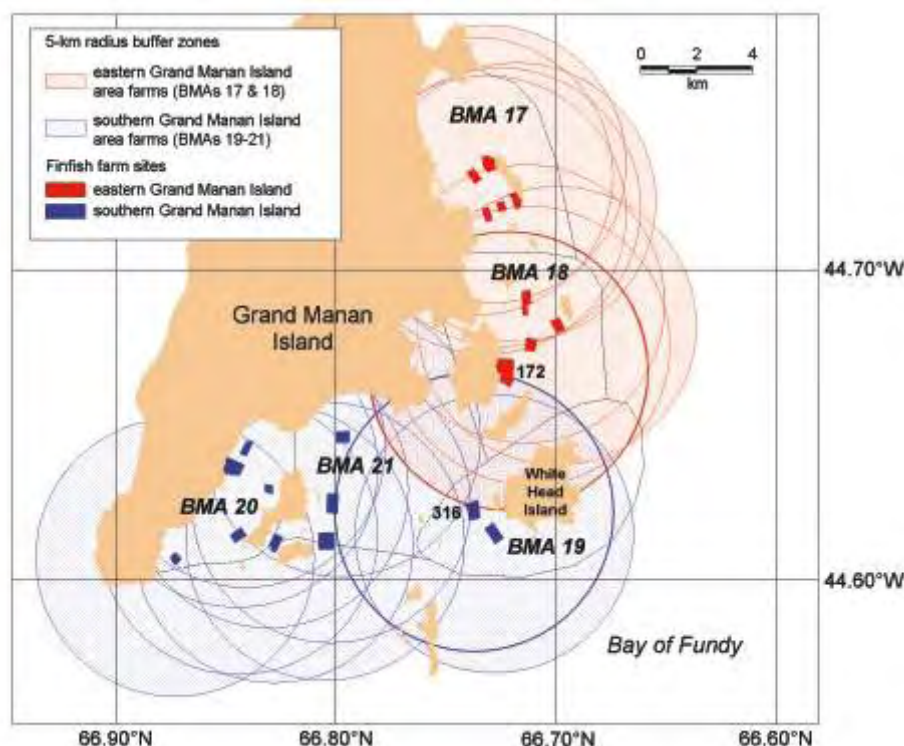 5-km radius buffer zones
eastern Grand Manan Island
area farms (BMAs 17 & 18)
southern Grand Manan Island
area farms (BMAs 19-21)
Finfish farm sites
eastern Grand Manan Island
southern Grand Manan Island
0 2 4
km
BMA 17
BMA 18
44.70°W
Grand Manan
Island
172
BMA 21
BMA 20
White
Head
Island
316
BMA 19
44.60°W
Bay of Fundy
66.90°N 66.80°N 66.70°N 66.60°N